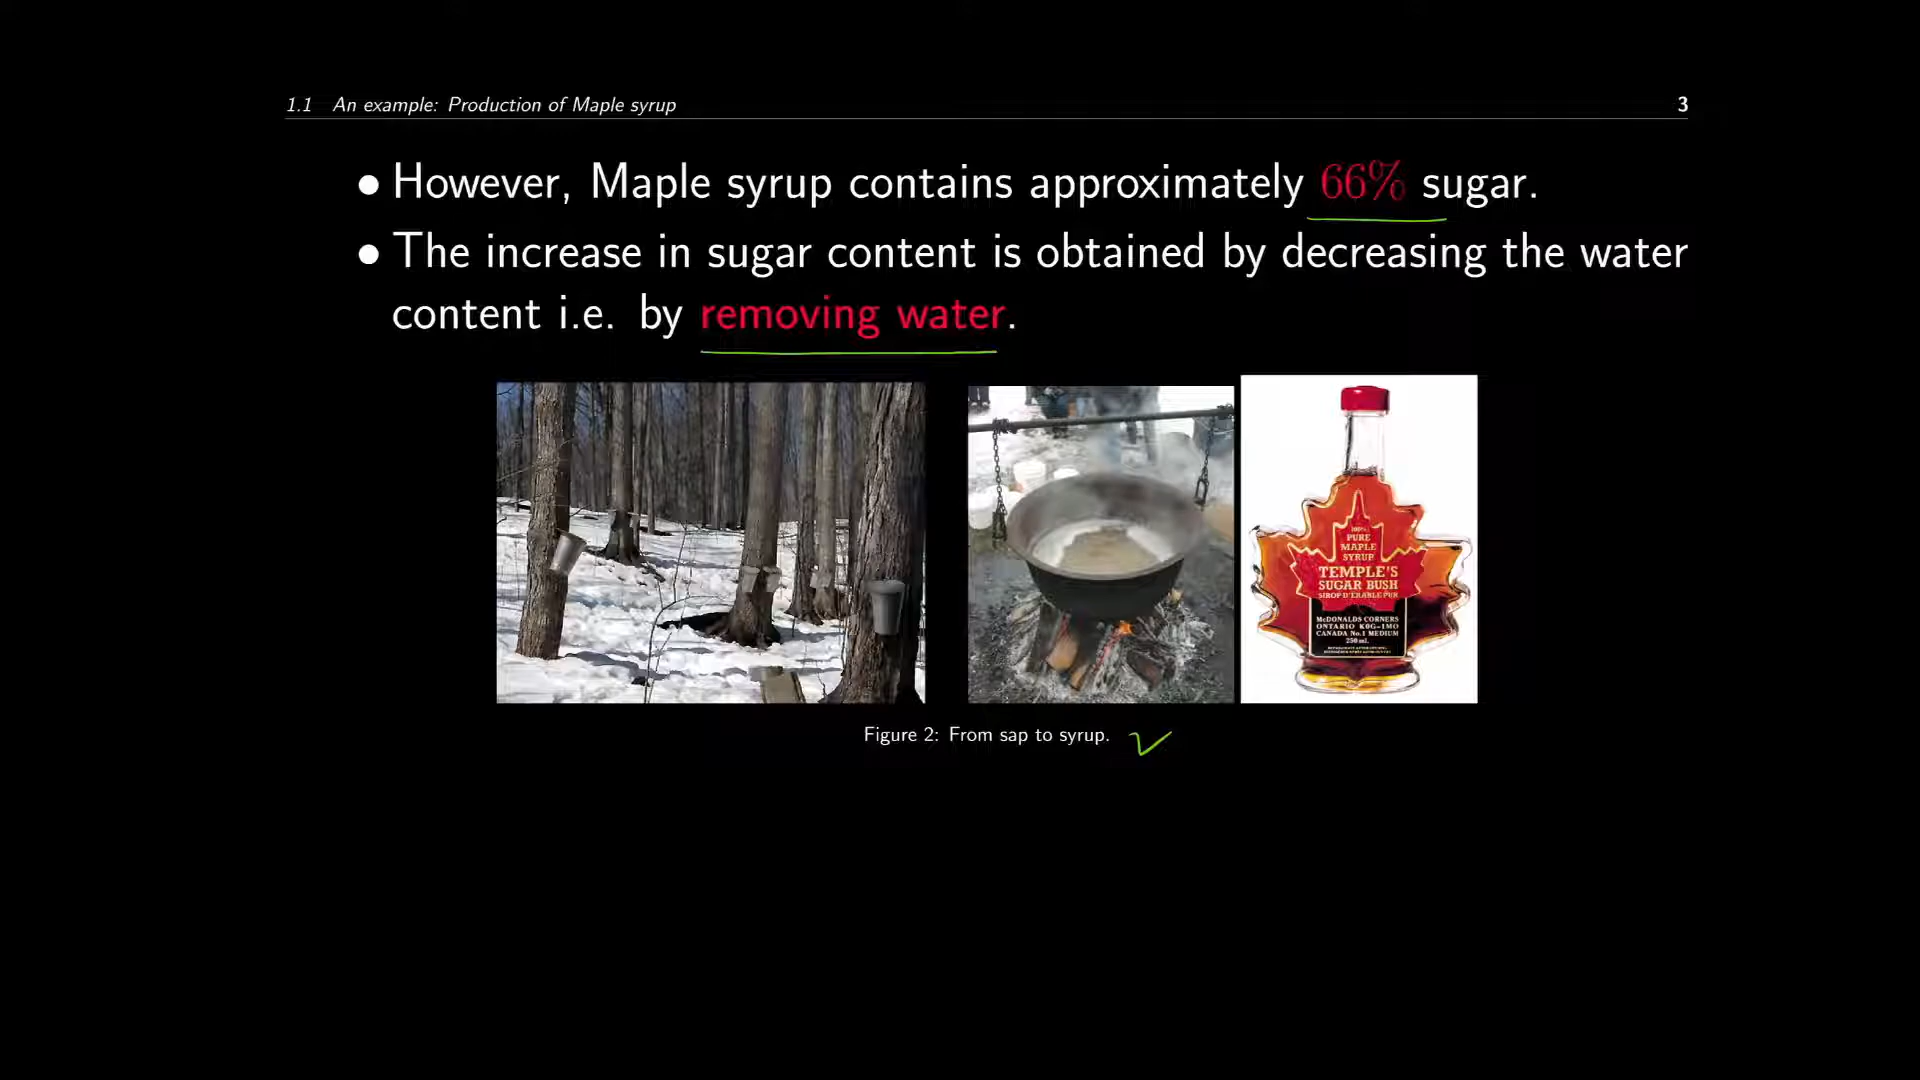 1.1 An example: Production of Maple syrup 3
• However, Maple syrup contains approximately 66% sugar.
• The increase in sugar content is obtained by decreasing the water
content i.e. by removing water.
100%
PURE
MAPLE
SYRUP
TEMPLE'S
SUGAR BUSH
SIROP D'ERABLE PUR
McDONALDS CORNERS
ONTARIO K0G-1M0
CANADA No.1 MEDIUM
250 ml.
Figure 2: From sap to syrup.